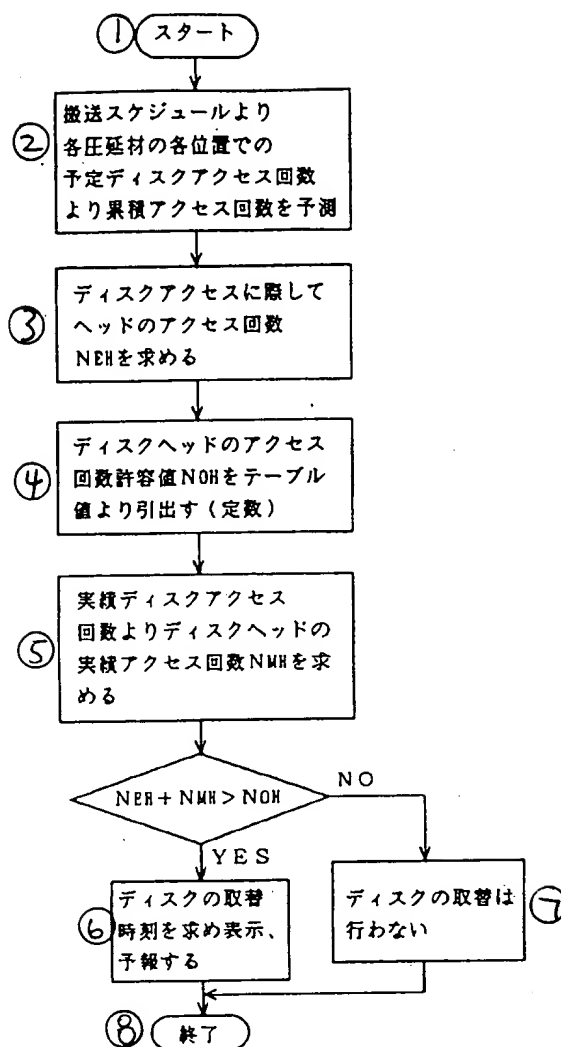 ① スタート
②
搬送スケジュールより
各圧延材の各位置での
予定ディスクアクセス回数
より累積アクセス回数を予測
③
ディスクアクセスに際して
ヘッドのアクセス回数
NEHを求める
④
ディスクヘッドのアクセス
回数許容値NOHをテーブル
値より引出す(定数)
⑤
実績ディスクアクセス
回数よりディスクヘッドの
実績アクセス回数NMHを求
める
NEH+NMH>NOH
NO
YES
⑥
ディスクの取替
時刻を求め表示、
予報する
⑦
ディスクの取替は
行わない
⑧ 終了